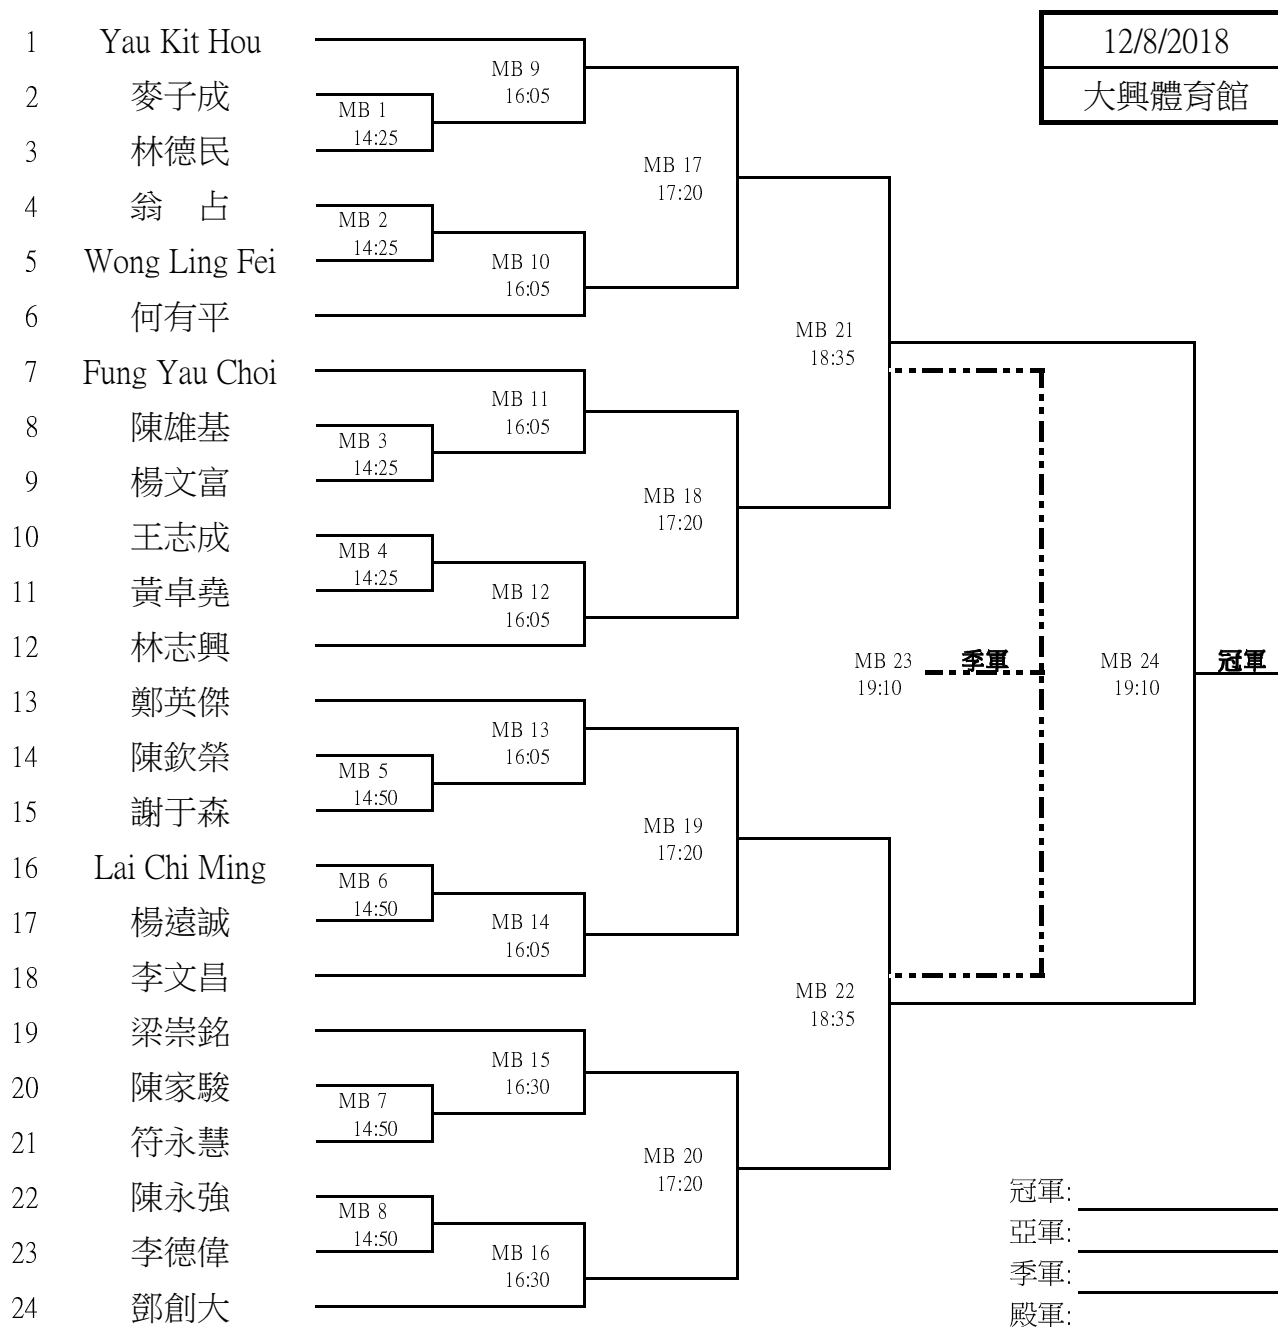 12/8/2018
大興體育館
1 Yau Kit Hou
MB 9
16:05
2 麥子成
MB 1
14:25
3 林德民
MB 17
17:20
4 翁 占
MB 2
14:25
5 Wong Ling Fei
MB 10
16:05
6 何有平
MB 21
18:35
7 Fung Yau Choi
MB 11
16:05
8 陳雄基
MB 3
14:25
9 楊文富
MB 18
17:20
10 王志成
MB 4
14:25
11 黃卓堯
MB 12
16:05
12 林志興
MB 23
19:10
季軍
MB 24
19:10
冠軍
13 鄭英傑
MB 13
16:05
14 陳欽榮
MB 5
14:50
15 謝于森
MB 19
17:20
16 Lai Chi Ming
MB 6
14:50
17 楊遠誠
MB 14
16:05
18 李文昌
MB 22
18:35
19 梁崇銘
MB 15
16:30
20 陳家駿
MB 7
14:50
21 符永慧
MB 20
17:20
22 陳永強
MB 8
14:50
23 李德偉
MB 16
16:30
24 鄧創大
冠軍:
亞軍:
季軍:
殿軍: